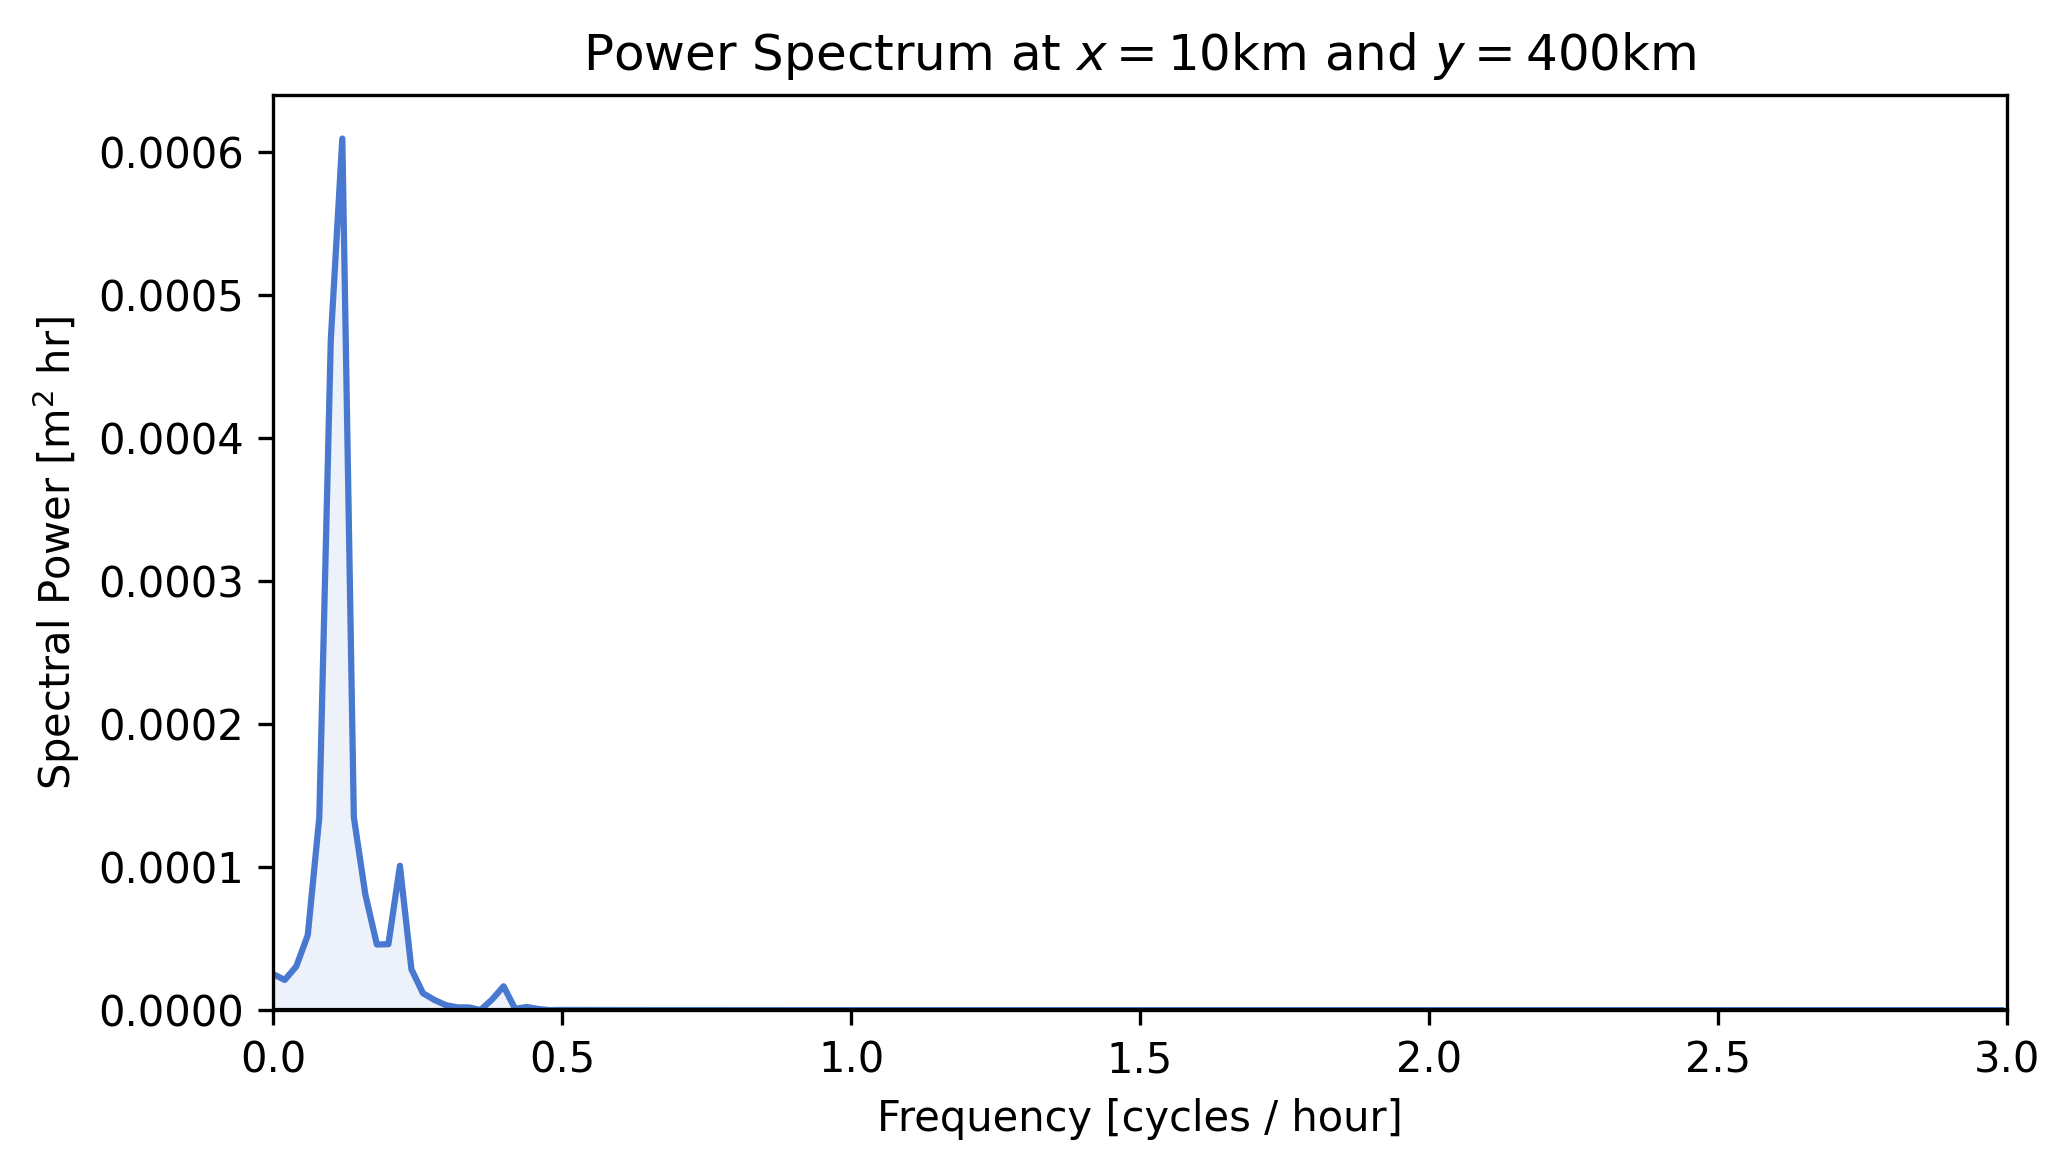 Power Spectrum at x = 10km and y = 400km
0.0006
0.0005
0.0004
0.0003
0.0002
0.0001
0.0000
Spectral Power [m² hr]
0.0 0.5 1.0 1.5 2.0 2.5 3.0
Frequency [cycles / hour]